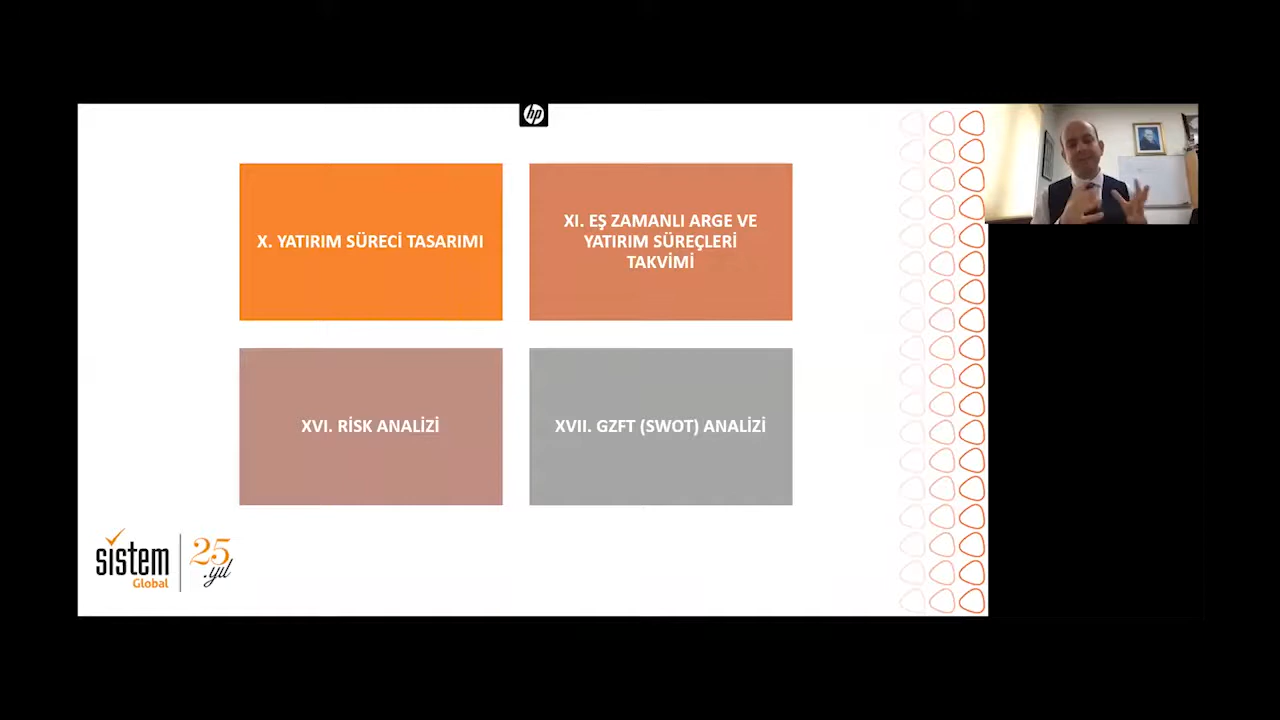 hp
X. YATIRIM SÜRECİ TASARIMI
XI. EŞ ZAMANLI ARGE VE
YATIRIM SÜREÇLERİ
TAKVİMİ
XVI. RİSK ANALİZİ
XVII. GZFT (SWOT) ANALİZİ
sistem
Global
25
.yıl